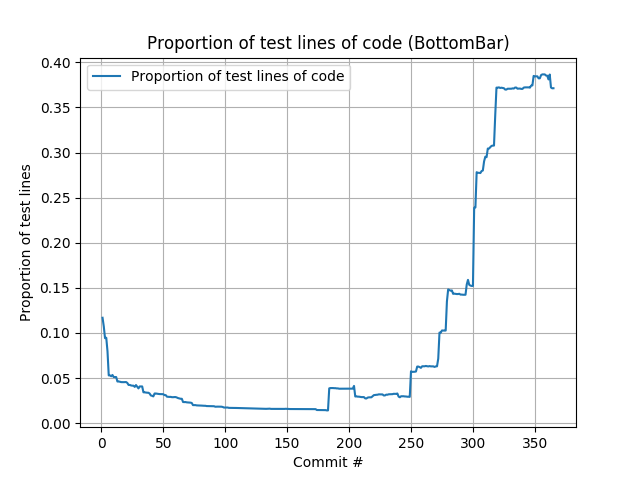 Proportion of test lines of code (BottomBar)
Proportion of test lines of code
Proportion of test lines
0.40
0.35
0.30
0.25
0.20
0.15
0.10
0.05
0.00
0 50 100 150 200 250 300 350
Commit #